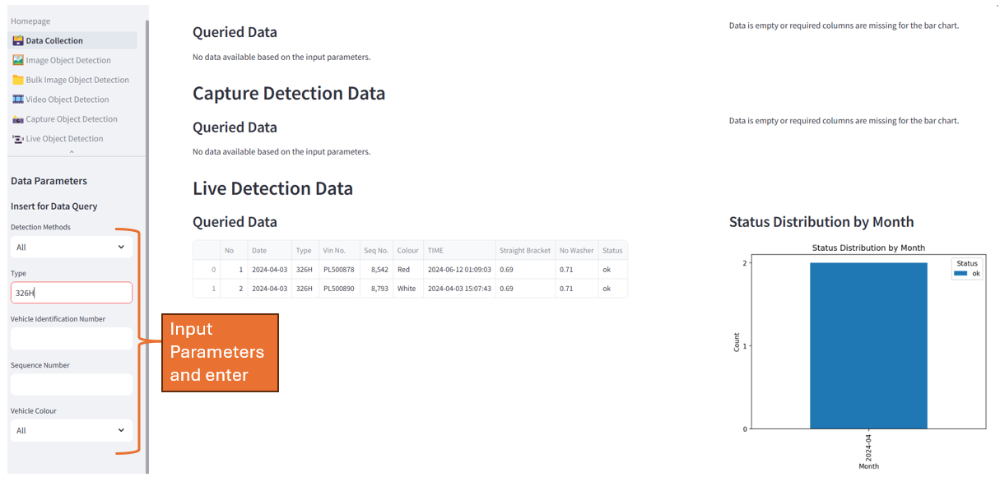 Homepage
Data Collection
Image Object Detection
Bulk Image Object Detection
Video Object Detection
Capture Object Detection
Live Object Detection
Data Parameters
Insert for Data Query
Detection Methods
All
Type
326H
Vehicle Identification Number
Sequence Number
Vehicle Colour
All
Input
Parameters
and enter
Queried Data
No data available based on the input parameters.
Data is empty or required columns are missing for the bar chart.
Capture Detection Data
Queried Data
No data available based on the input parameters.
Data is empty or required columns are missing for the bar chart.
Live Detection Data
Queried Data
No Date Type Vin No. Seq No. Colour TIME Straight Bracket No Washer Status
0 1 2024-04-03 326H PL500878 8,542 Red 2024-06-12 01:09:03 0.69 0.71 ok
1 2 2024-04-03 326H PL500890 8,793 White 2024-04-03 15:07:43 0.69 0.71 ok
Status Distribution by Month
Status Distribution by Month
Status
ok
2
1
0
Count
2024-04
Month